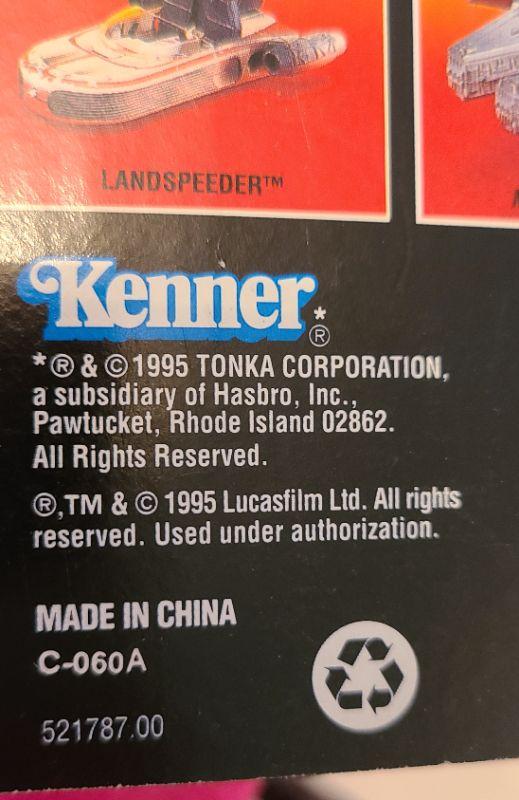 LANDSPEEDER™
Kenner*®
*® & © 1995 TONKA CORPORATION,
a subsidiary of Hasbro, Inc.,
Pawtucket, Rhode Island 02862.
All Rights Reserved.
®,TM & © 1995 Lucasfilm Ltd. All rights
reserved. Used under authorization.
MADE IN CHINA
C-060A
521787.00